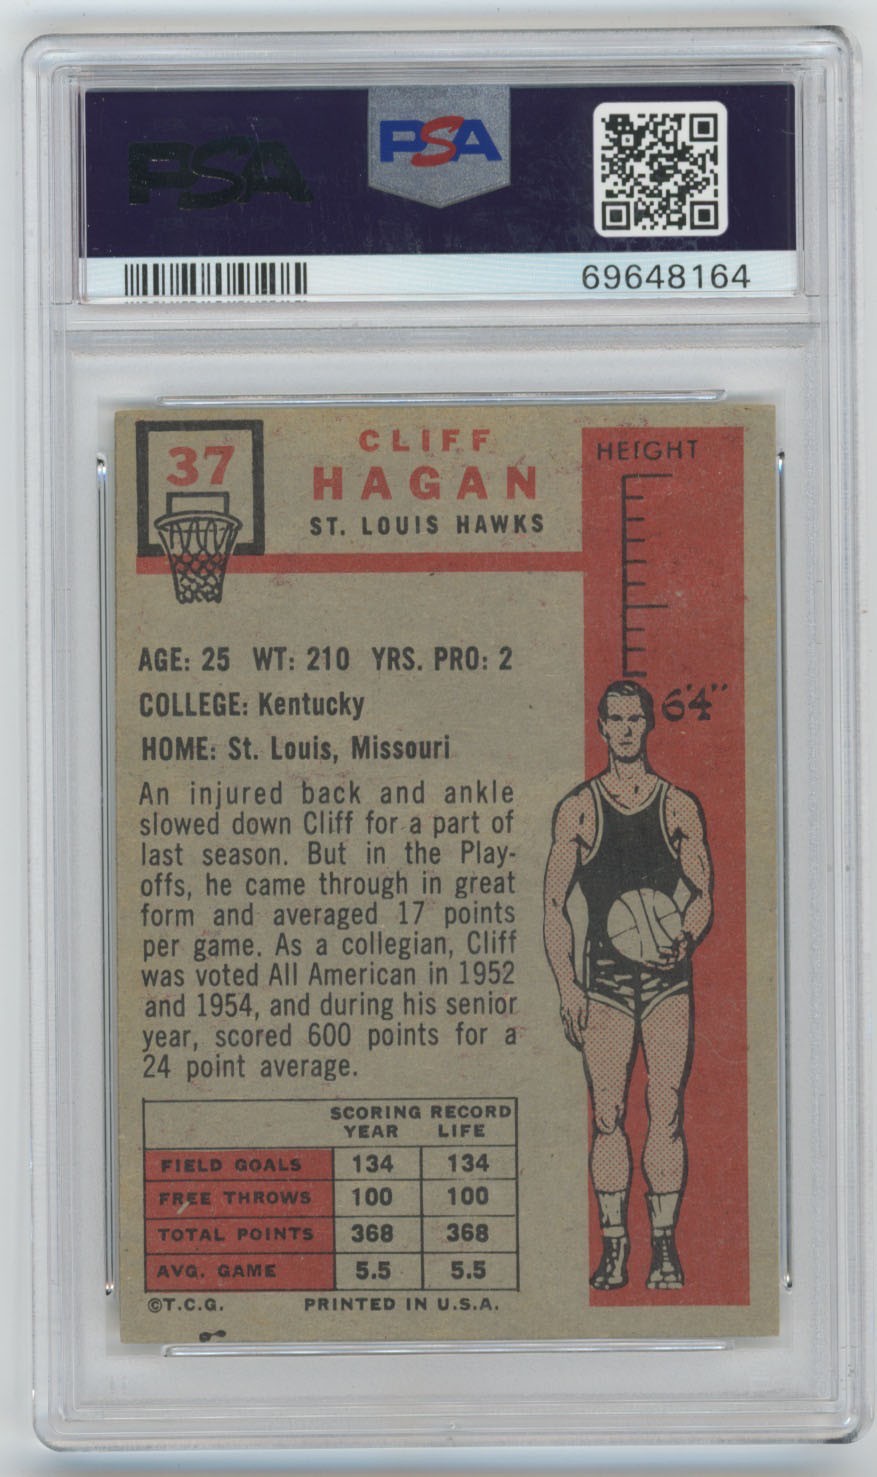 PSA
PSA
69648164
37
CLIFF
HAGAN
ST. LOUIS HAWKS
HEIGHT
6'4"
AGE: 25 WT: 210 YRS. PRO: 2
COLLEGE: Kentucky
HOME: St. Louis, Missouri
An injured back and ankle
slowed down Cliff for a part of
last season. But in the Play-
offs, he came through in great
form and averaged 17 points
per game. As a collegian, Cliff
was voted All American in 1952
and 1954, and during his senior
year, scored 600 points for a
24 point average.
SCORING RECORD
YEAR LIFE
FIELD GOALS 134 134
FREE THROWS 100 100
TOTAL POINTS 368 368
AVG. GAME 5.5 5.5
©T.C.G. PRINTED IN U.S.A.